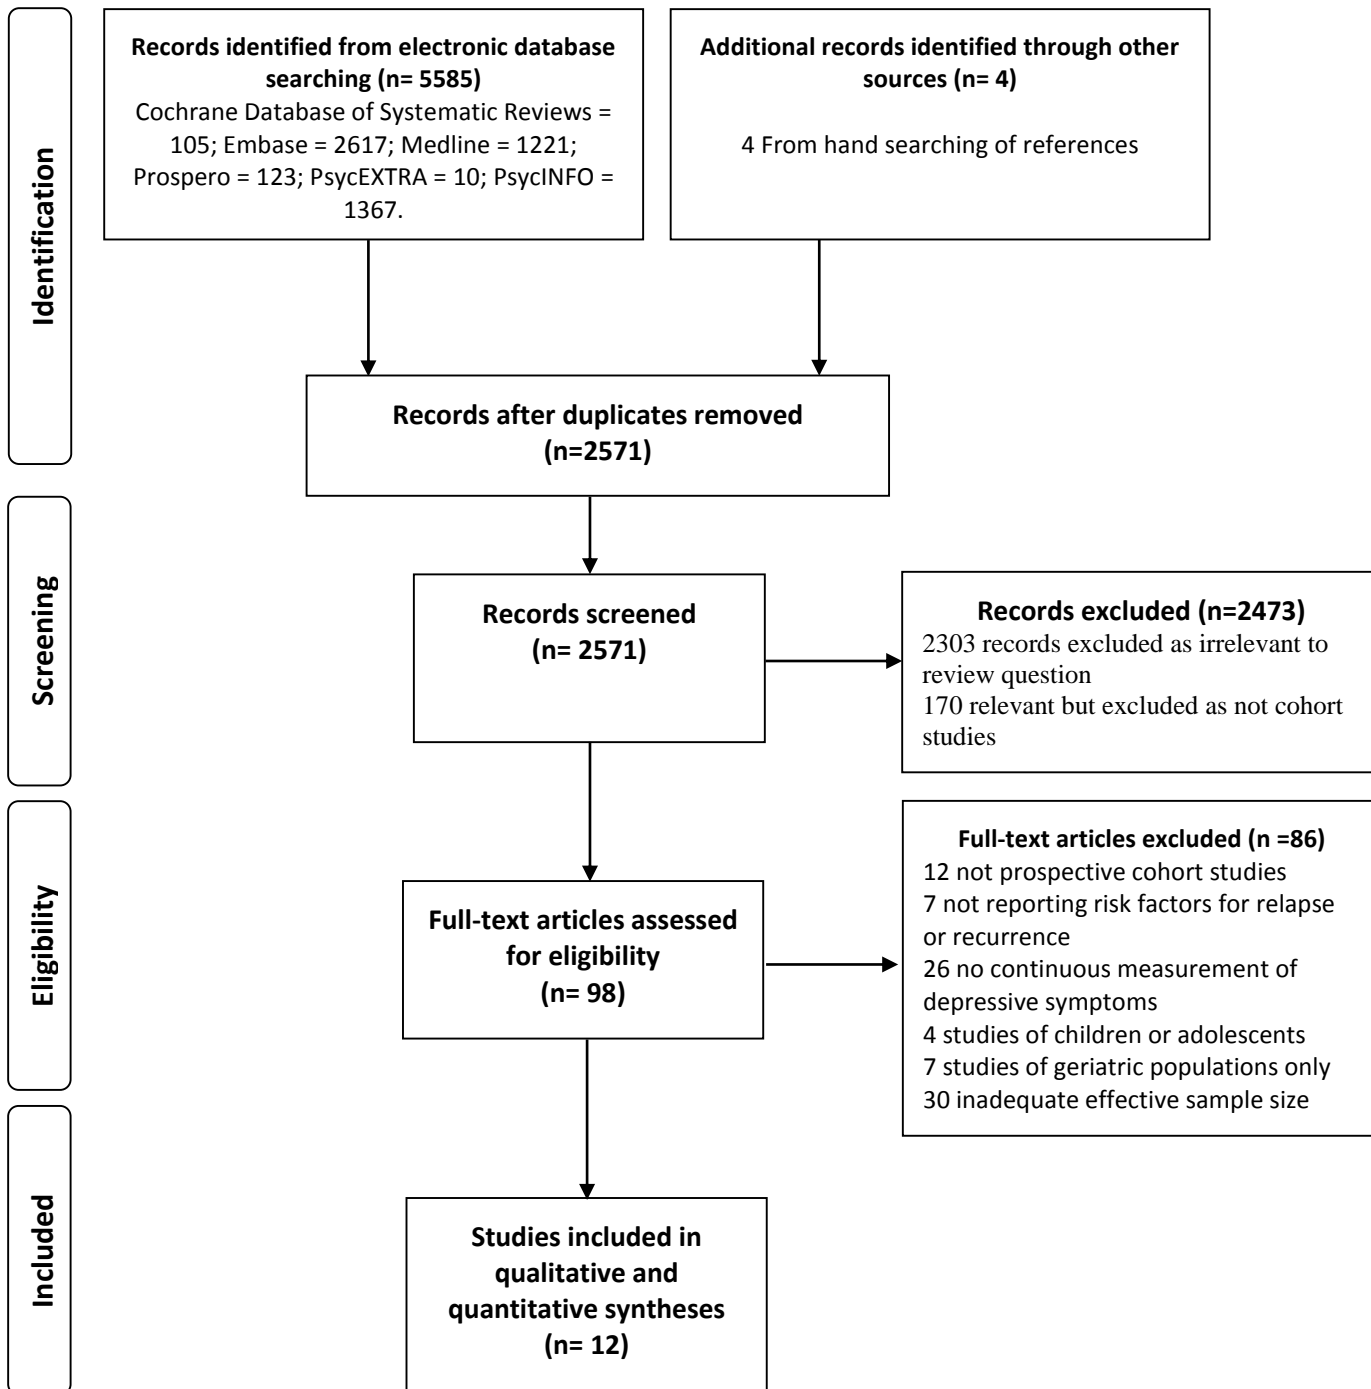 Identification
Records identified from electronic database
searching (n= 5585)
Cochrane Database of Systematic Reviews =
105; Embase = 2617; Medline = 1221;
Prospero = 123; PsycEXTRA = 10; PsycINFO =
1367.
Additional records identified through other
sources (n= 4)
4 From hand searching of references
Records after duplicates removed
(n=2571)
Screening
Records screened
(n= 2571)
Records excluded (n=2473)
2303 records excluded as irrelevant to
review question
170 relevant but excluded as not cohort
studies
Eligibility
Full-text articles assessed
for eligibility
(n= 98)
Full-text articles excluded (n =86)
12 not prospective cohort studies
7 not reporting risk factors for relapse
or recurrence
26 no continuous measurement of
depressive symptoms
4 studies of children or adolescents
7 studies of geriatric populations only
30 inadequate effective sample size
Included
Studies included in
qualitative and
quantitative syntheses
(n= 12)